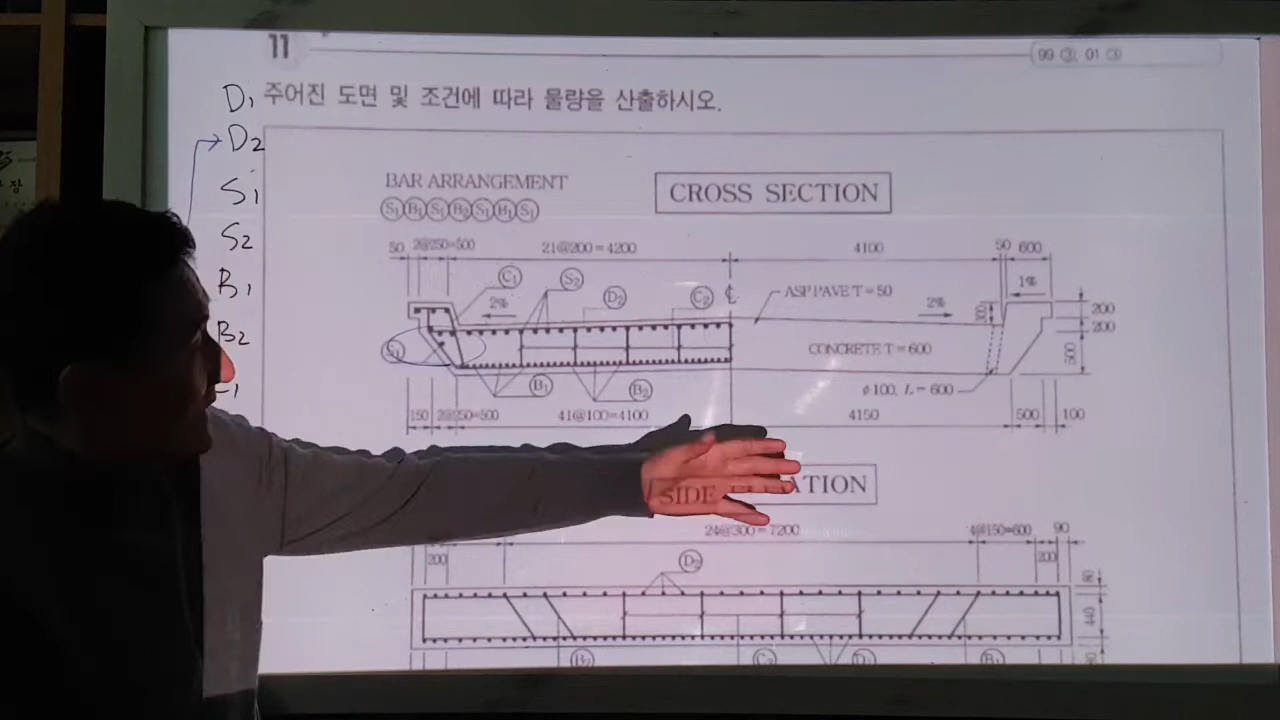 11
99 ③, 01 ③
D1
주어진 도면 및 조건에 따라 물량을 산출하시오.
D2
S1
S2
B1
B2
BAR ARRANGEMENT
S1 B1 S1 B2 S1 B1 S1
CROSS SECTION
50 2@250=500 21@200=4200 4100 50 600
C1 S2 D2 C2 ASP PAVE T=50 1%
2% 2%
200
200
S1 CONCRETE T=600
500
B1 B2 φ100, L=600
150 2@250=500 41@100=4100 4150 500 100
SIDE
ATION
24@300=7200 4@150=600 90
200 200
D2
80
440
B2 C2 D1 B1